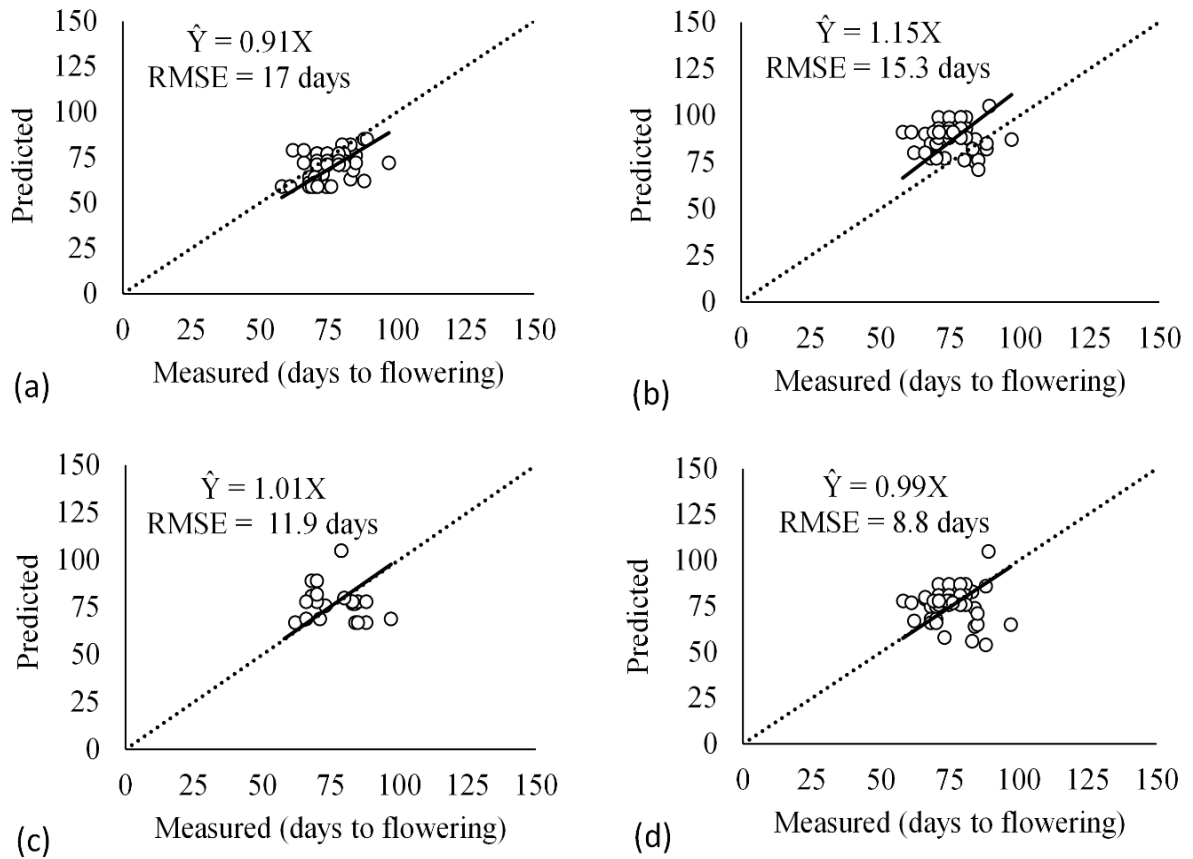 150
125
100
75
50
25
0
Predicted
Ŷ = 0.91X
RMSE = 17 days
0 50 75 100 125 150
Measured (days to flowering)
(a)
150
125
100
75
50
25
0
Predicted
Ŷ = 1.15X
RMSE = 15.3 days
0 50 75 100 125 150
Measured (days to flowering)
(b)
150
125
100
75
50
25
0
Predicted
Ŷ = 1.01X
RMSE = 11.9 days
0 25 50 75 100 125 150
Measured (days to flowering)
(c)
150
125
100
75
50
25
0
Predicted
Ŷ = 0.99X
RMSE = 8.8 days
0 50 75 100 125 150
Measured (days to flowering)
(d)